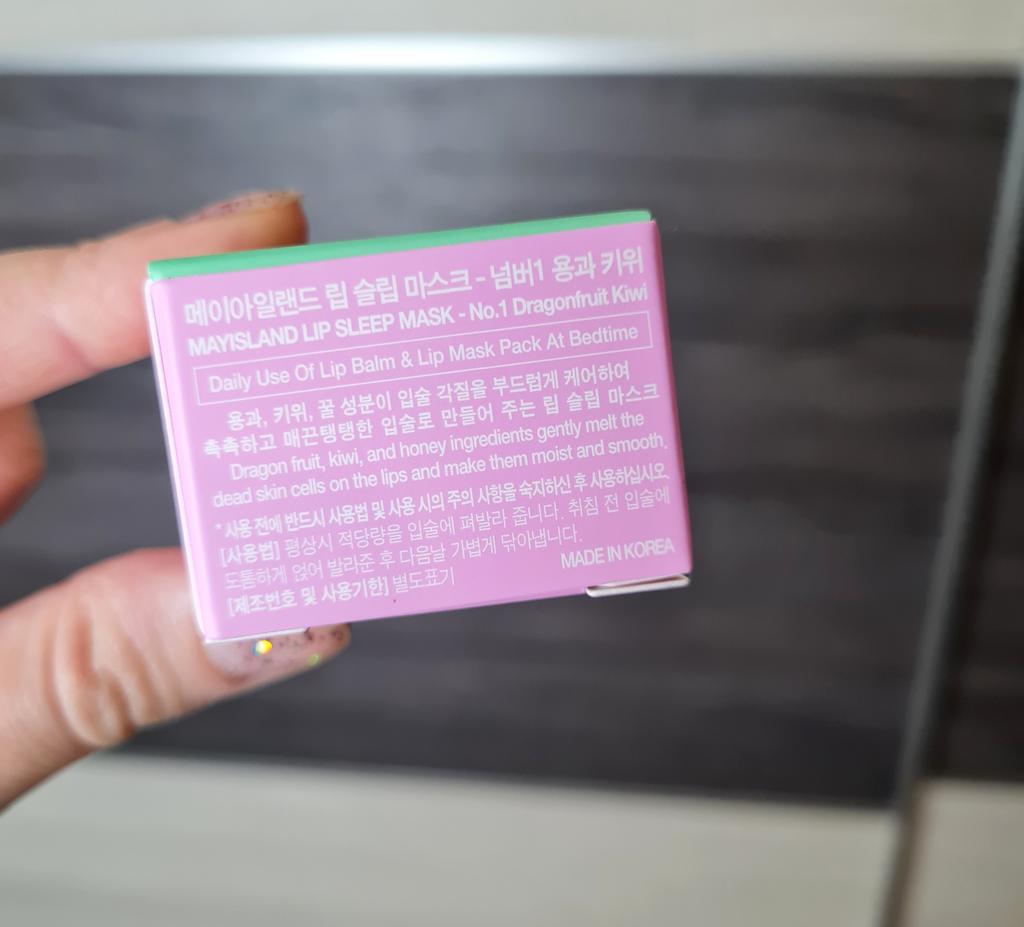 메이아일랜드 립 슬립 마스크 - 넘버1 용과 키위
MAYISLAND LIP SLEEP MASK - No.1 Dragonfruit Kiwi
Daily Use Of Lip Balm & Lip Mask Pack At Bedtime
용과, 키위, 꿀 성분이 입술 각질을 부드럽게 케어하여
촉촉하고 매끈탱탱한 입술로 만들어 주는 립 슬립 마스크
Dragon fruit, kiwi, and honey ingredients gently melt the
dead skin cells on the lips and make them moist and smooth.
* 사용 전에 반드시 사용법 및 사용 시의 주의 사항을 숙지하신 후 사용하십시오.
[사용법] 평상시 적당량을 입술에 펴발라 줍니다. 취침 전 입술에
도톰하게 얹어 발라준 후 다음날 가볍게 닦아냅니다.
[제조번호 및 사용기한] 별도표기
MADE IN KOREA